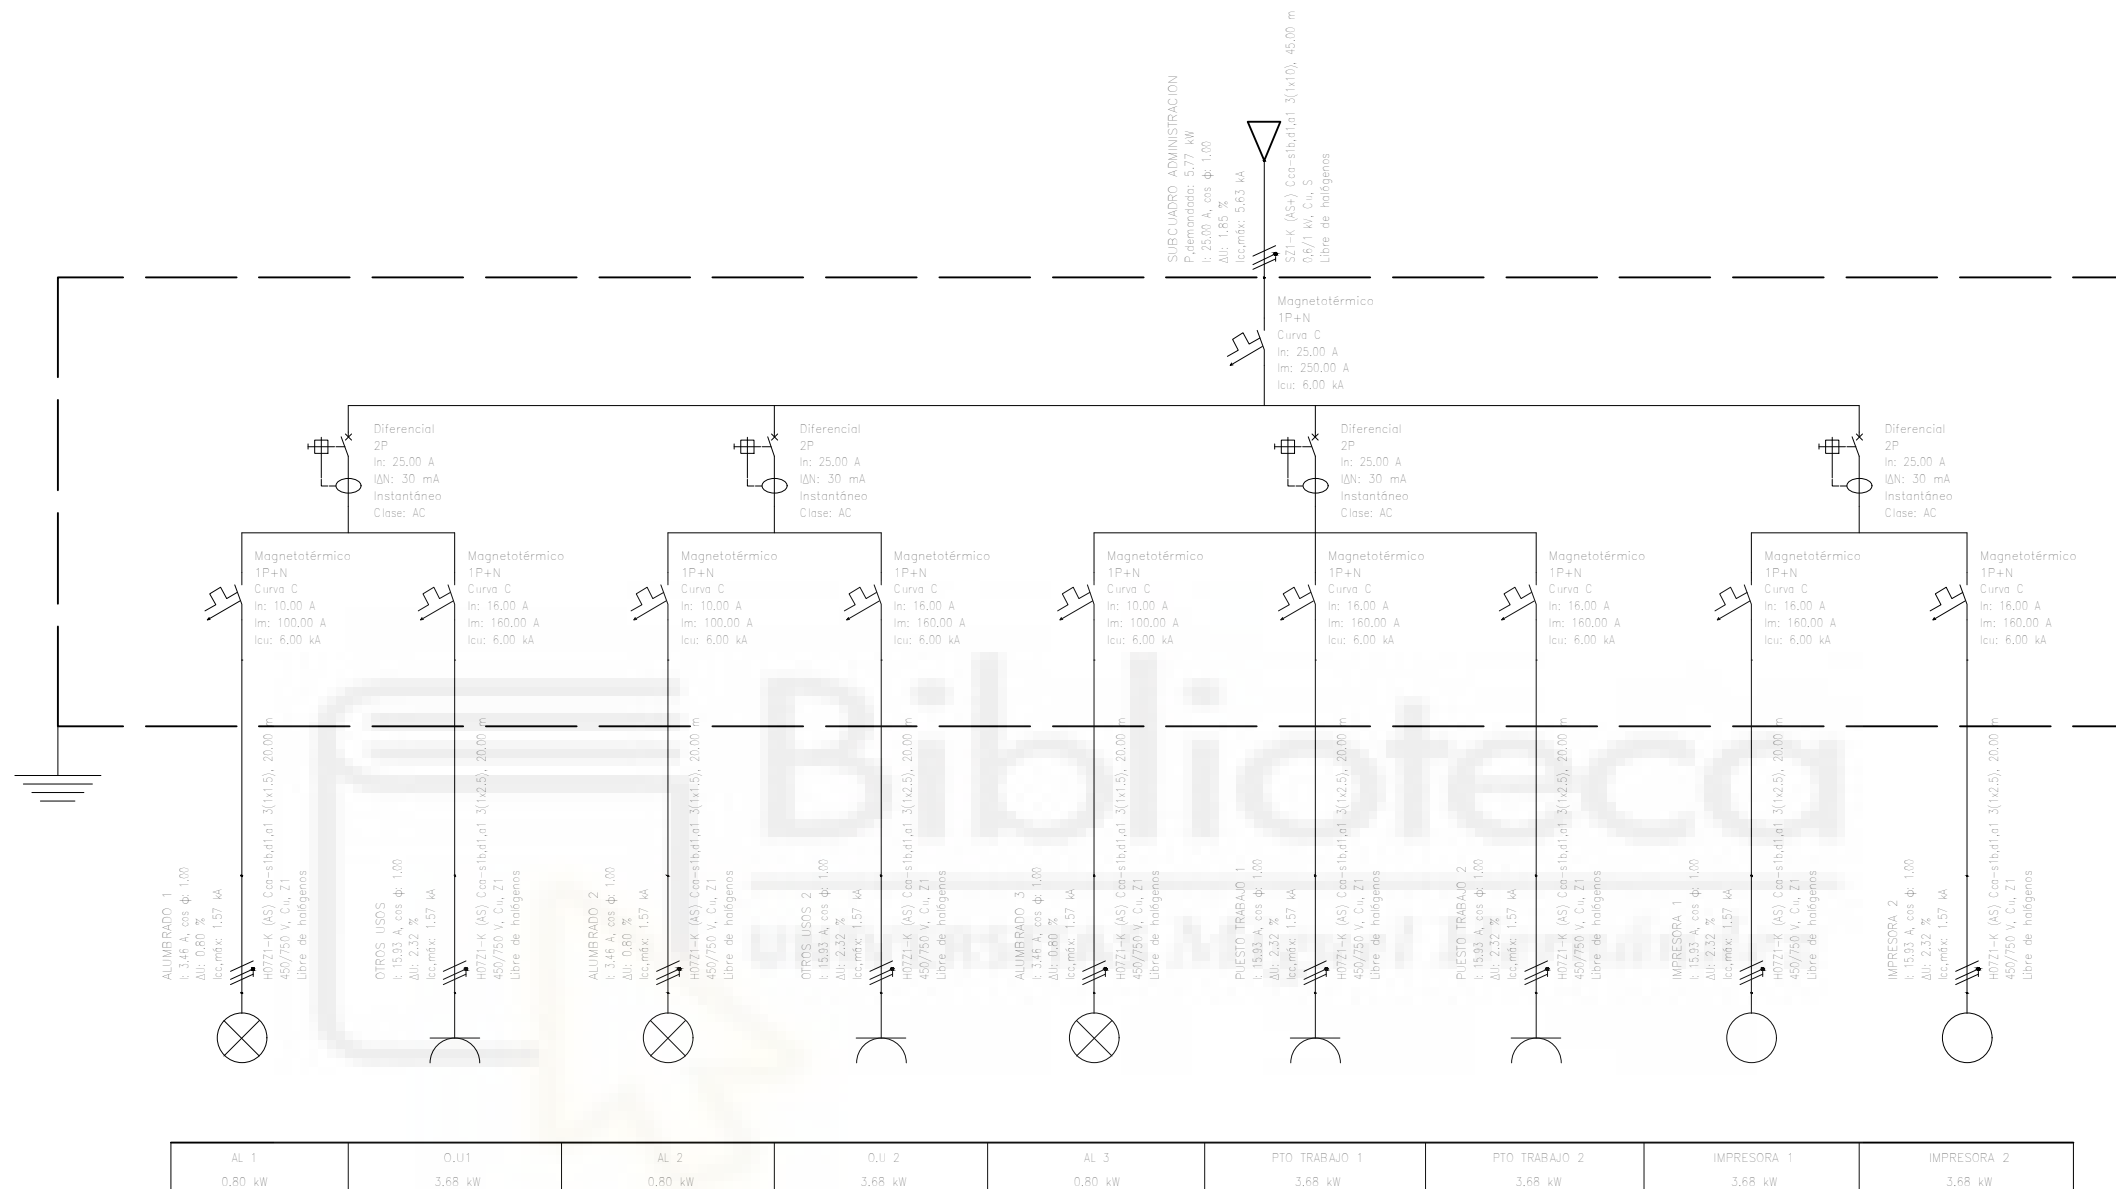 SUBCUADRO ADMINISTRACION
P.demandada: 5.77 kW
I: 25.00 A, cos ф: 1.00
ΔU: 1.85 %
Icc,máx: 5.63 kA
SZ1-K (AS+) Cca-s1b,d1,a1 3(1x10), 45.00 m
0,6/1 kV, Cu, S
Libre de halógenos
Magnetotérmico
1P+N
Curva C
In: 25.00 A
Im: 250.00 A
Icu: 6.00 kA
Diferencial
2P
In: 25.00 A
IΔN: 30 mA
Instantáneo
Clase: AC
Diferencial
2P
In: 25.00 A
IΔN: 30 mA
Instantáneo
Clase: AC
Diferencial
2P
In: 25.00 A
IΔN: 30 mA
Instantáneo
Clase: AC
Diferencial
2P
In: 25.00 A
IΔN: 30 mA
Instantáneo
Clase: AC
Magnetotérmico
1P+N
Curva C
In: 10.00 A
Im: 100.00 A
Icu: 6.00 kA
Magnetotérmico
1P+N
Curva C
In: 16.00 A
Im: 160.00 A
Icu: 6.00 kA
Magnetotérmico
1P+N
Curva C
In: 10.00 A
Im: 100.00 A
Icu: 6.00 kA
Magnetotérmico
1P+N
Curva C
In: 16.00 A
Im: 160.00 A
Icu: 6.00 kA
Magnetotérmico
1P+N
Curva C
In: 10.00 A
Im: 100.00 A
Icu: 6.00 kA
Magnetotérmico
1P+N
Curva C
In: 16.00 A
Im: 160.00 A
Icu: 6.00 kA
Magnetotérmico
1P+N
Curva C
In: 16.00 A
Im: 160.00 A
Icu: 6.00 kA
Magnetotérmico
1P+N
Curva C
In: 16.00 A
Im: 160.00 A
Icu: 6.00 kA
Magnetotérmico
1P+N
Curva C
In: 16.00 A
Im: 160.00 A
Icu: 6.00 kA
Biblioteca
ALUMBRADO 1
I: 3.46 A, cos ф: 1.00
ΔU: 0.80 %
Icc,máx: 1.57 kA
H07Z1-K (AS) Cca-s1b,d1,a1 3(1x1.5), 20.00 m
450/750 V, Cu, Z1
Libre de halógenos
OTROS USOS
I: 15.93 A, cos ф: 1.00
ΔU: 2.32 %
Icc,máx: 1.57 kA
H07Z1-K (AS) Cca-s1b,d1,a1 3(1x2.5), 20.00 m
450/750 V, Cu, Z1
Libre de halógenos
ALUMBRADO 2
I: 3.46 A, cos ф: 1.00
ΔU: 0.80 %
Icc,máx: 1.57 kA
H07Z1-K (AS) Cca-s1b,d1,a1 3(1x1.5), 20.00 m
450/750 V, Cu, Z1
Libre de halógenos
OTROS USOS 2
I: 15.93 A, cos ф: 1.00
ΔU: 2.32 %
Icc,máx: 1.57 kA
H07Z1-K (AS) Cca-s1b,d1,a1 3(1x2.5), 20.00 m
450/750 V, Cu, Z1
Libre de halógenos
ALUMBRADO 3
I: 3.46 A, cos ф: 1.00
ΔU: 0.80 %
Icc,máx: 1.57 kA
H07Z1-K (AS) Cca-s1b,d1,a1 3(1x1.5), 20.00 m
450/750 V, Cu, Z1
Libre de halógenos
PUESTO TRABAJO 1
I: 15.93 A, cos ф: 1.00
ΔU: 2.32 %
Icc,máx: 1.57 kA
H07Z1-K (AS) Cca-s1b,d1,a1 3(1x2.5), 20.00 m
450/750 V, Cu, Z1
Libre de halógenos
PUESTO TRABAJO 2
I: 15.93 A, cos ф: 1.00
ΔU: 2.32 %
Icc,máx: 1.57 kA
H07Z1-K (AS) Cca-s1b,d1,a1 3(1x2.5), 20.00 m
450/750 V, Cu, Z1
Libre de halógenos
IMPRESORA 1
I: 15.93 A, cos ф: 1.00
ΔU: 2.32 %
Icc,máx: 1.57 kA
H07Z1-K (AS) Cca-s1b,d1,a1 3(1x2.5), 20.00 m
450/750 V, Cu, Z1
Libre de halógenos
IMPRESORA 2
I: 15.93 A, cos ф: 1.00
ΔU: 2.32 %
Icc,máx: 1.57 kA
H07Z1-K (AS) Cca-s1b,d1,a1 3(1x2.5), 20.00 m
450/750 V, Cu, Z1
Libre de halógenos
AL 1 O.U1 AL 2 O.U 2 AL 3 PTO TRABAJO 1 PTO TRABAJO 2 IMPRESORA 1 IMPRESORA 2
0.80 kW 3.68 kW 0.80 kW 3.68 kW 0.80 kW 3.68 kW 3.68 kW 3.68 kW 3.68 kW